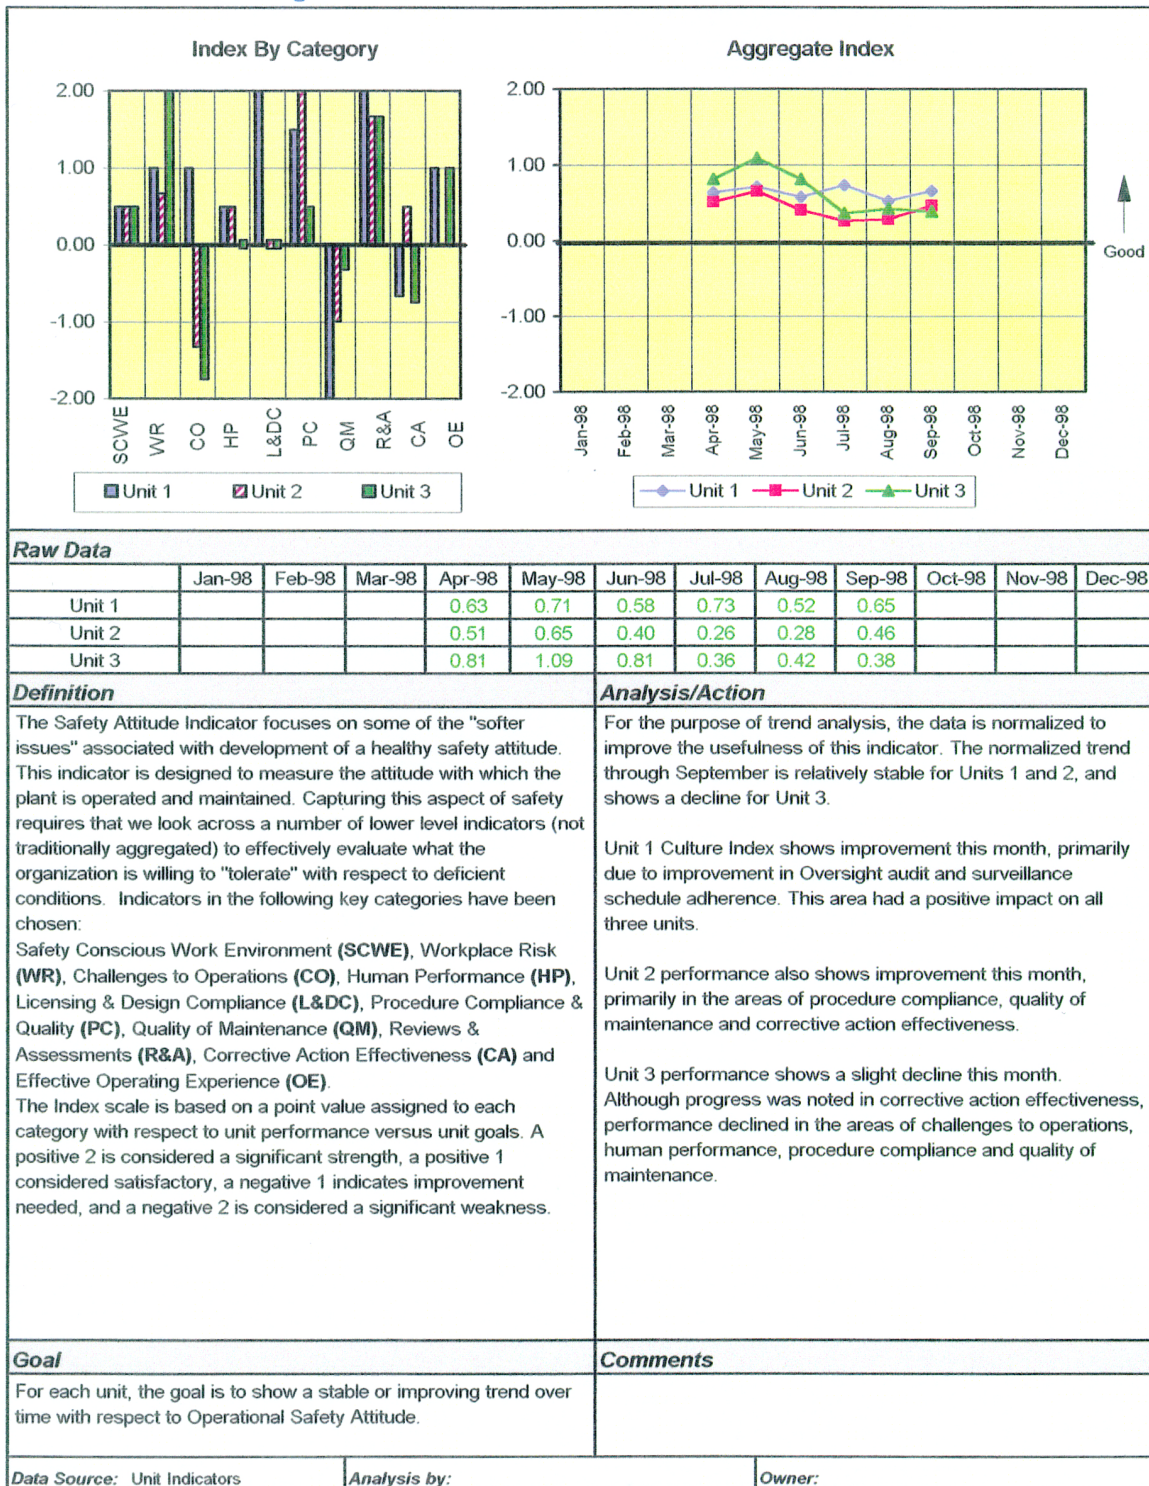 Index By Category
2.00
1.00
0.00
-1.00
-2.00
SCWE
WR
CO
HP
L&DC
PC
QM
R&A
CA
OE
Unit 1 Unit 2 Unit 3
Aggregate Index
2.00
1.00
0.00
-1.00
-2.00
Jan-98
Feb-98
Mar-98
Apr-98
May-98
Jun-98
Jul-98
Aug-98
Sep-98
Oct-98
Nov-98
Dec-98
Unit 1 Unit 2 Unit 3
Good
Raw Data
Jan-98 Feb-98 Mar-98 Apr-98 May-98 Jun-98 Jul-98 Aug-98 Sep-98 Oct-98 Nov-98 Dec-98
Unit 1 0.63 0.71 0.58 0.73 0.52 0.65
Unit 2 0.51 0.65 0.40 0.26 0.28 0.46
Unit 3 0.81 1.09 0.81 0.36 0.42 0.38
Definition
The Safety Attitude Indicator focuses on some of the "softer
issues" associated with development of a healthy safety attitude.
This indicator is designed to measure the attitude with which the
plant is operated and maintained. Capturing this aspect of safety
requires that we look across a number of lower level indicators (not
traditionally aggregated) to effectively evaluate what the
organization is willing to "tolerate" with respect to deficient
conditions. Indicators in the following key categories have been
chosen:
Safety Conscious Work Environment (SCWE), Workplace Risk
(WR), Challenges to Operations (CO), Human Performance (HP),
Licensing & Design Compliance (L&DC), Procedure Compliance &
Quality (PC), Quality of Maintenance (QM), Reviews &
Assessments (R&A), Corrective Action Effectiveness (CA) and
Effective Operating Experience (OE).
The Index scale is based on a point value assigned to each
category with respect to unit performance versus unit goals. A
positive 2 is considered a significant strength, a positive 1
considered satisfactory, a negative 1 indicates improvement
needed, and a negative 2 is considered a significant weakness.
Analysis/Action
For the purpose of trend analysis, the data is normalized to
improve the usefulness of this indicator. The normalized trend
through September is relatively stable for Units 1 and 2, and
shows a decline for Unit 3.
Unit 1 Culture Index shows improvement this month, primarily
due to improvement in Oversight audit and surveillance
schedule adherence. This area had a positive impact on all
three units.
Unit 2 performance also shows improvement this month,
primarily in the areas of procedure compliance, quality of
maintenance and corrective action effectiveness.
Unit 3 performance shows a slight decline this month.
Although progress was noted in corrective action effectiveness,
performance declined in the areas of challenges to operations,
human performance, procedure compliance and quality of
maintenance.
Goal
For each unit, the goal is to show a stable or improving trend over
time with respect to Operational Safety Attitude.
Comments
Data Source: Unit Indicators
Analysis by:
Owner: